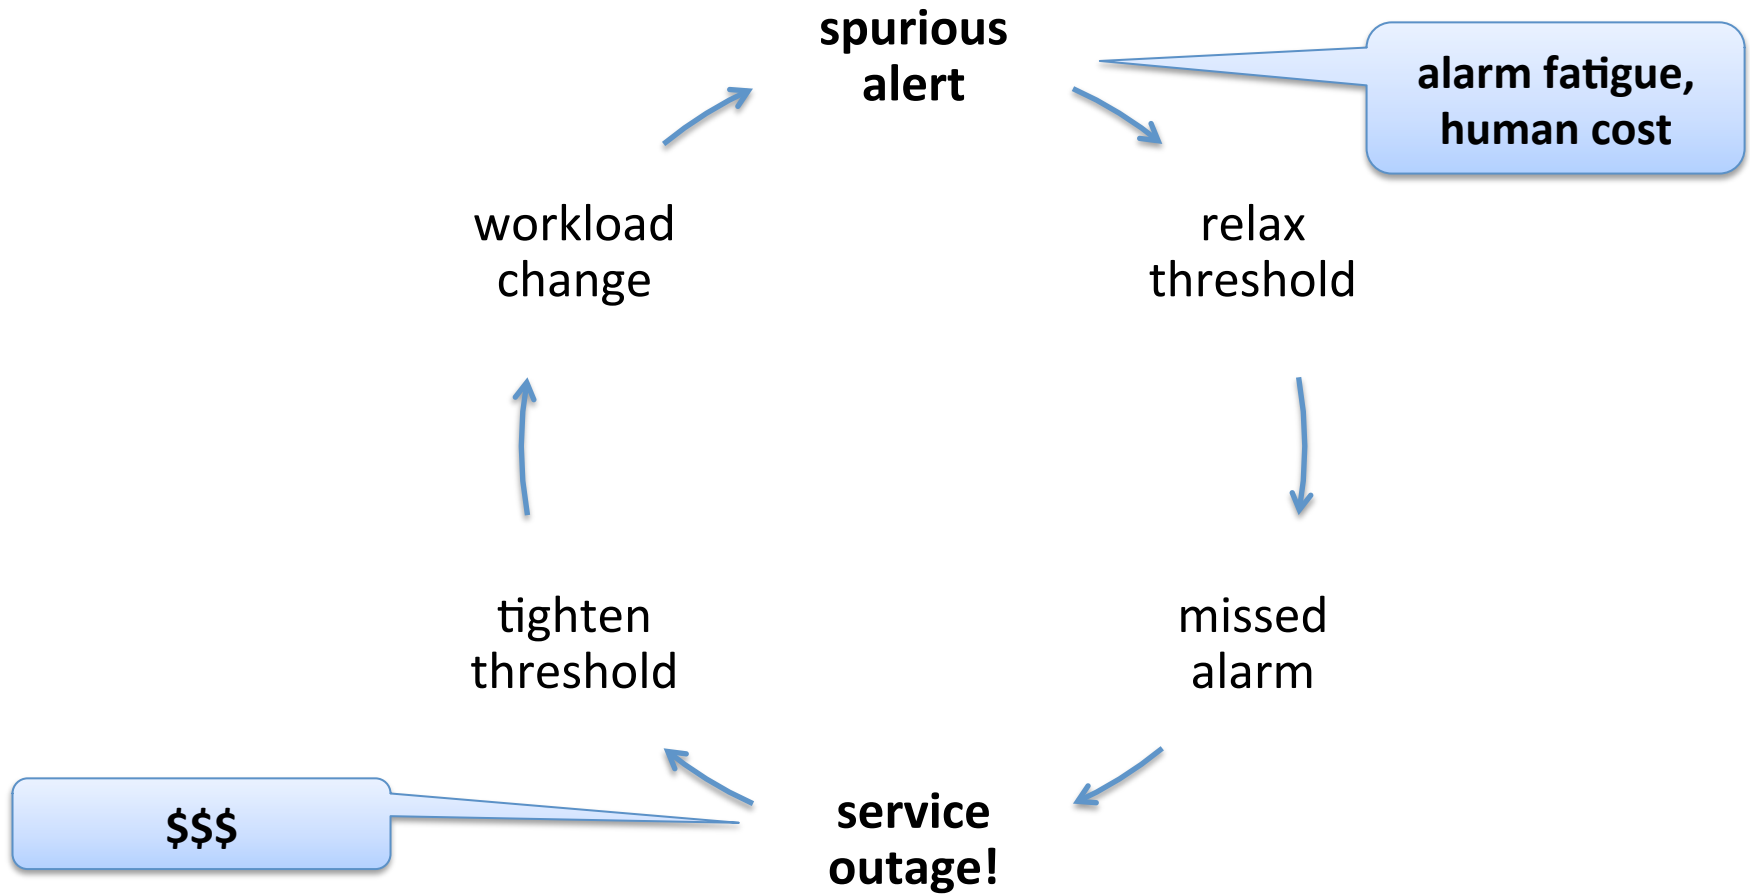 spurious
alert
alarm fatigue,
human cost
relax
threshold
missed
alarm
service
outage!
$$$
tighten
threshold
workload
change